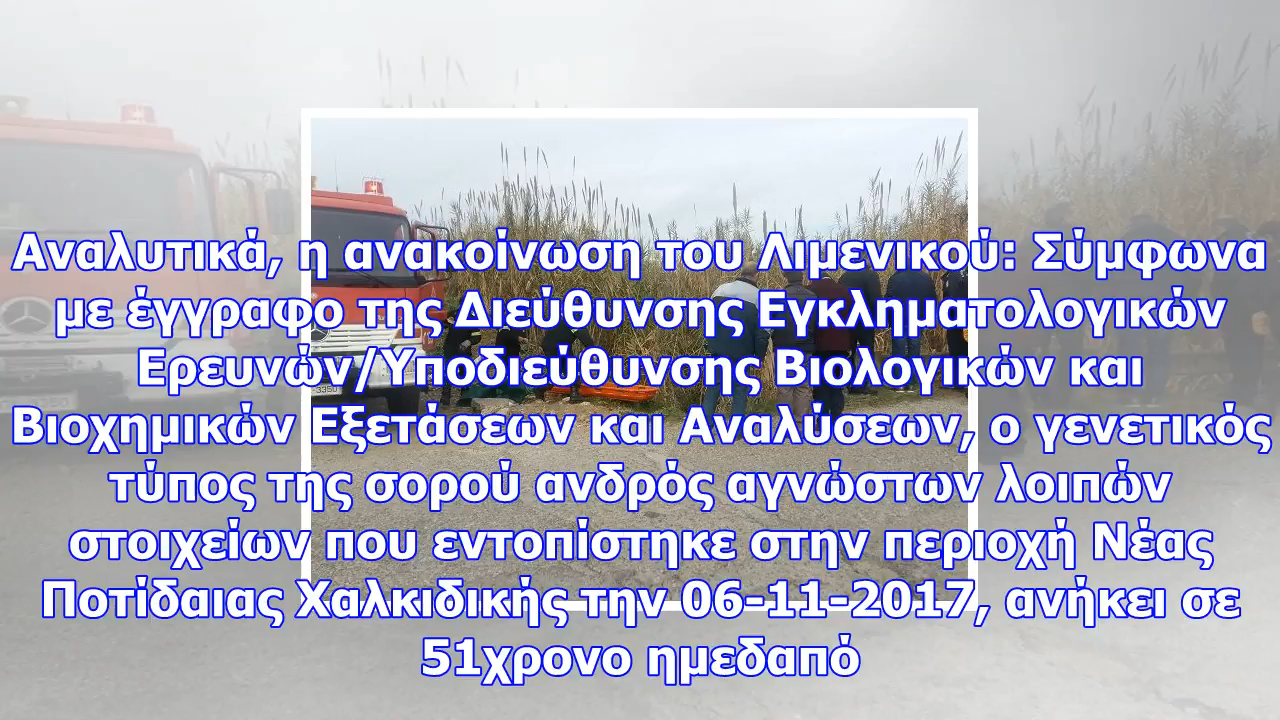 Αναλυτικά, η ανακοίνωση του Λιμενικού: Σύμφωνα
με έγγραφο της Διεύθυνσης Εγκληματολογικών
Ερευνών/Υποδιεύθυνσης Βιολογικών και
Βιοχημικών Εξετάσεων και Αναλύσεων, ο γενετικός
τύπος της σορού ανδρός αγνώστων λοιπών
στοιχείων που εντοπίστηκε στην περιοχή Νέας
Ποτίδαιας Χαλκιδικής την 06-11-2017, ανήκει σε
51χρονο ημεδαπό